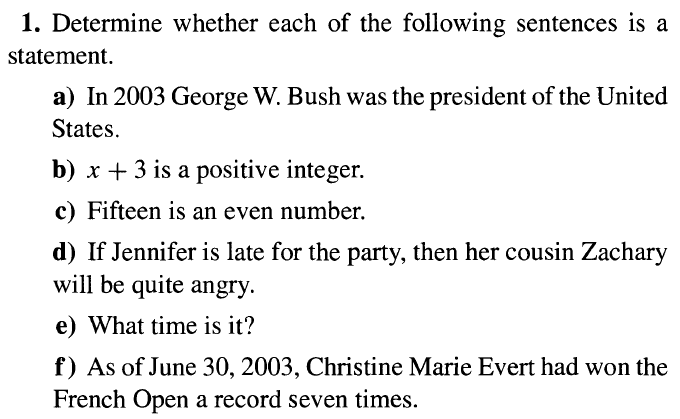 1. Determine whether each of the following sentences is a
statement.
a) In 2003 George W. Bush was the president of the United
States.
b) x + 3 is a positive integer.
c) Fifteen is an even number.
d) If Jennifer is late for the party, then her cousin Zachary
will be quite angry.
e) What time is it?
f) As of June 30, 2003, Christine Marie Evert had won the
French Open a record seven times.